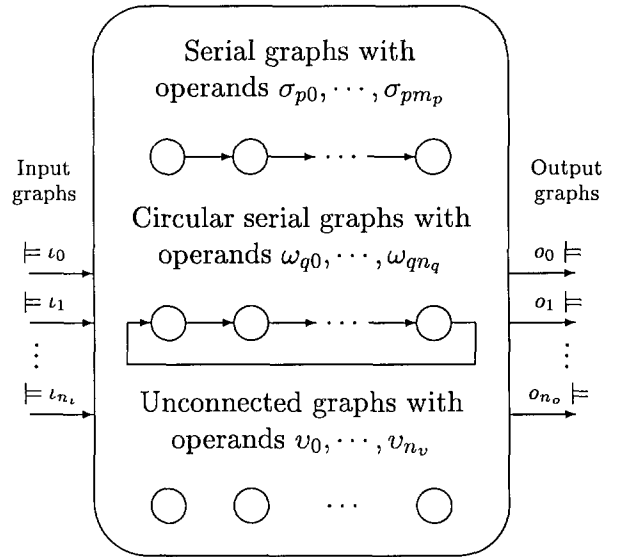 Serial graphs with
operands σ_{p0}, ···, σ_{pm_p}
···
Input
graphs
Output
graphs
Circular serial graphs with
operands ω_{q0}, ···, ω_{qn_q}
⊨ ι_0
o_0 ⊨
⊨ ι_1
···
o_1 ⊨
⋮
⋮
⊨ ι_{n_ι}
o_{n_o} ⊨
Unconnected graphs with
operands υ_0, ···, υ_{n_υ}
···